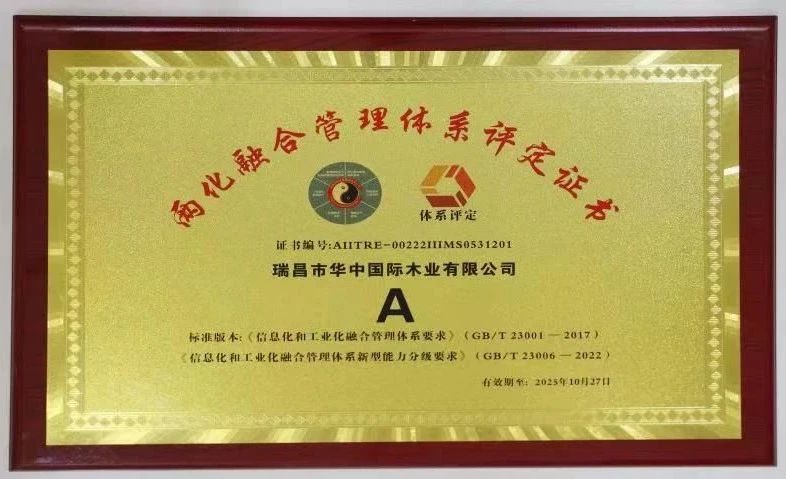 两化融合管理体系评定证书
体系评定
证书编号:AIITRE-00222IIIMS0531201
瑞昌市华中国际木业有限公司
A
标准版本:《信息化和工业化融合管理体系要求》（GB/T 23001 — 2017）
《信息化和工业化融合管理体系新型能力分级要求》（GB/T 23006 — 2022）
有效期至: 2025年10月27日